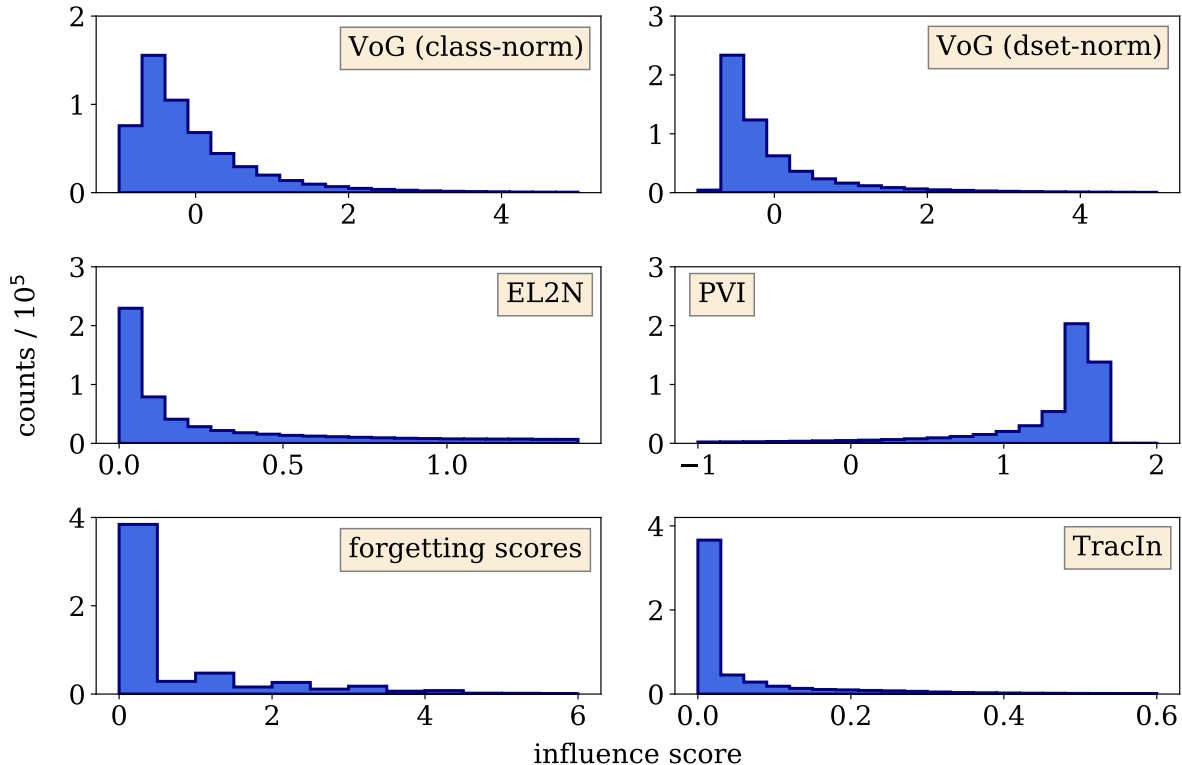 VoG (class-norm)
2
1
0
0 2 4
VoG (dset-norm)
3
2
1
0
0 2 4
EL2N
3
2
1
0
0.0 0.5 1.0
PVI
3
2
1
0
−1 0 1 2
forgetting scores
4
2
0
0 2 4 6
TracIn
4
2
0
0.0 0.2 0.4 0.6
counts / 10⁵
influence score